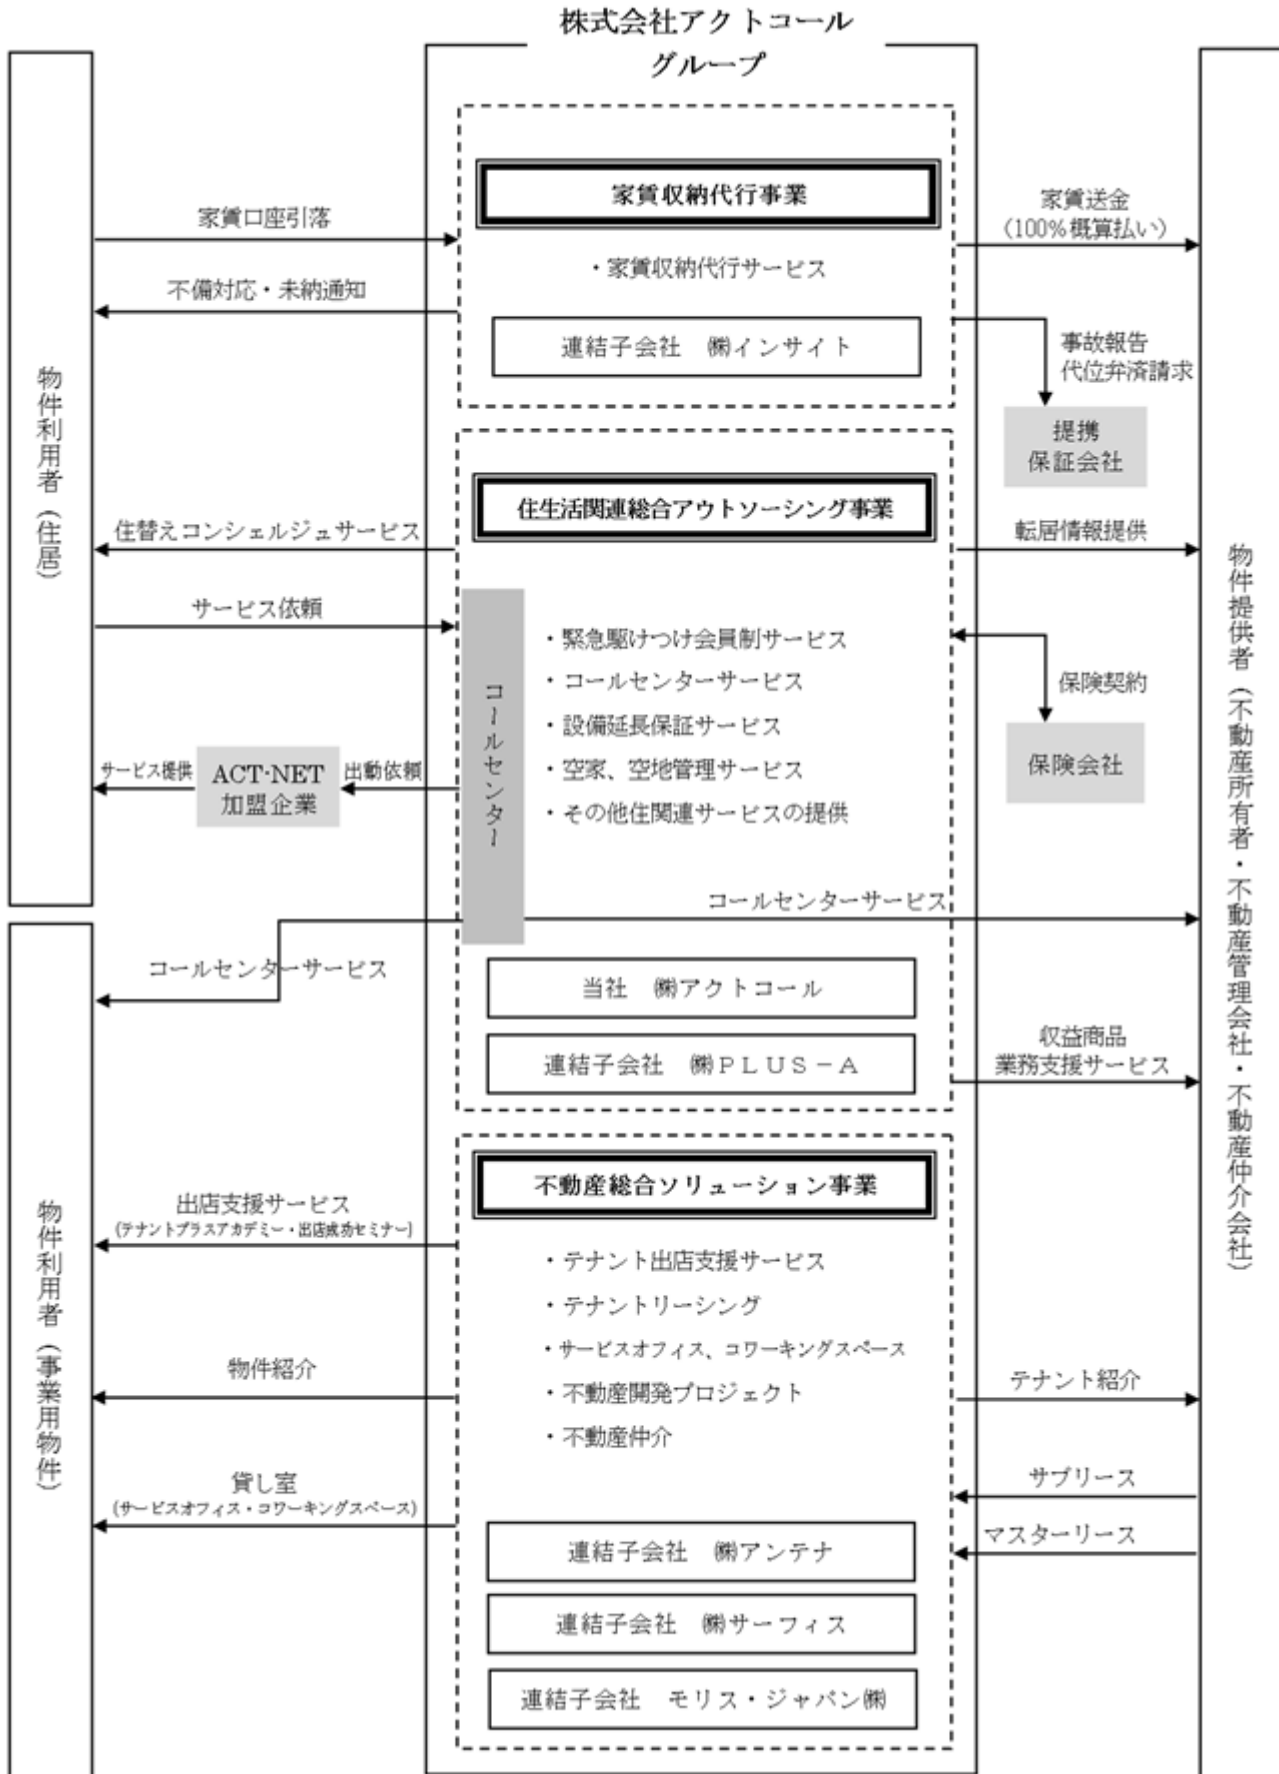 株式会社アクトコール
グループ
家賃収納代行事業
・家賃収納代行サービス
連結子会社　㈱インサイト
家賃口座引落
不備対応・未納通知
家賃送金
(100％概算払い)
事故報告
代位弁済請求
提携
保証会社
物件利用者(住居)
住生活関連総合アウトソーシング事業
住替えコンシェルジュサービス
転居情報提供
サービス依頼
コールセンター
・緊急駆けつけ会員制サービス
・コールセンターサービス
・設備延長保証サービス
・空家、空地管理サービス
・その他住関連サービスの提供
保険契約
保険会社
サービス提供
ACT-NET
加盟企業
出動依頼
コールセンターサービス
コールセンターサービス
当社　㈱アクトコール
連結子会社　㈱ＰＬＵＳ－Ａ
収益商品
業務支援サービス
物件提供者(不動産所有者・不動産管理会社・不動産仲介会社)
不動産総合ソリューション事業
出店支援サービス
(テナントプラスアカデミー・出店成功セミナー)
・テナント出店支援サービス
・テナントリーシング
・サービスオフィス、コワーキングスペース
・不動産開発プロジェクト
・不動産仲介
物件紹介
テナント紹介
貸し室
(サービスオフィス・コワーキングスペース)
サブリース
マスターリース
物件利用者(事業用物件)
連結子会社　㈱アンテナ
連結子会社　㈱サーフィス
連結子会社　モリス・ジャパン㈱